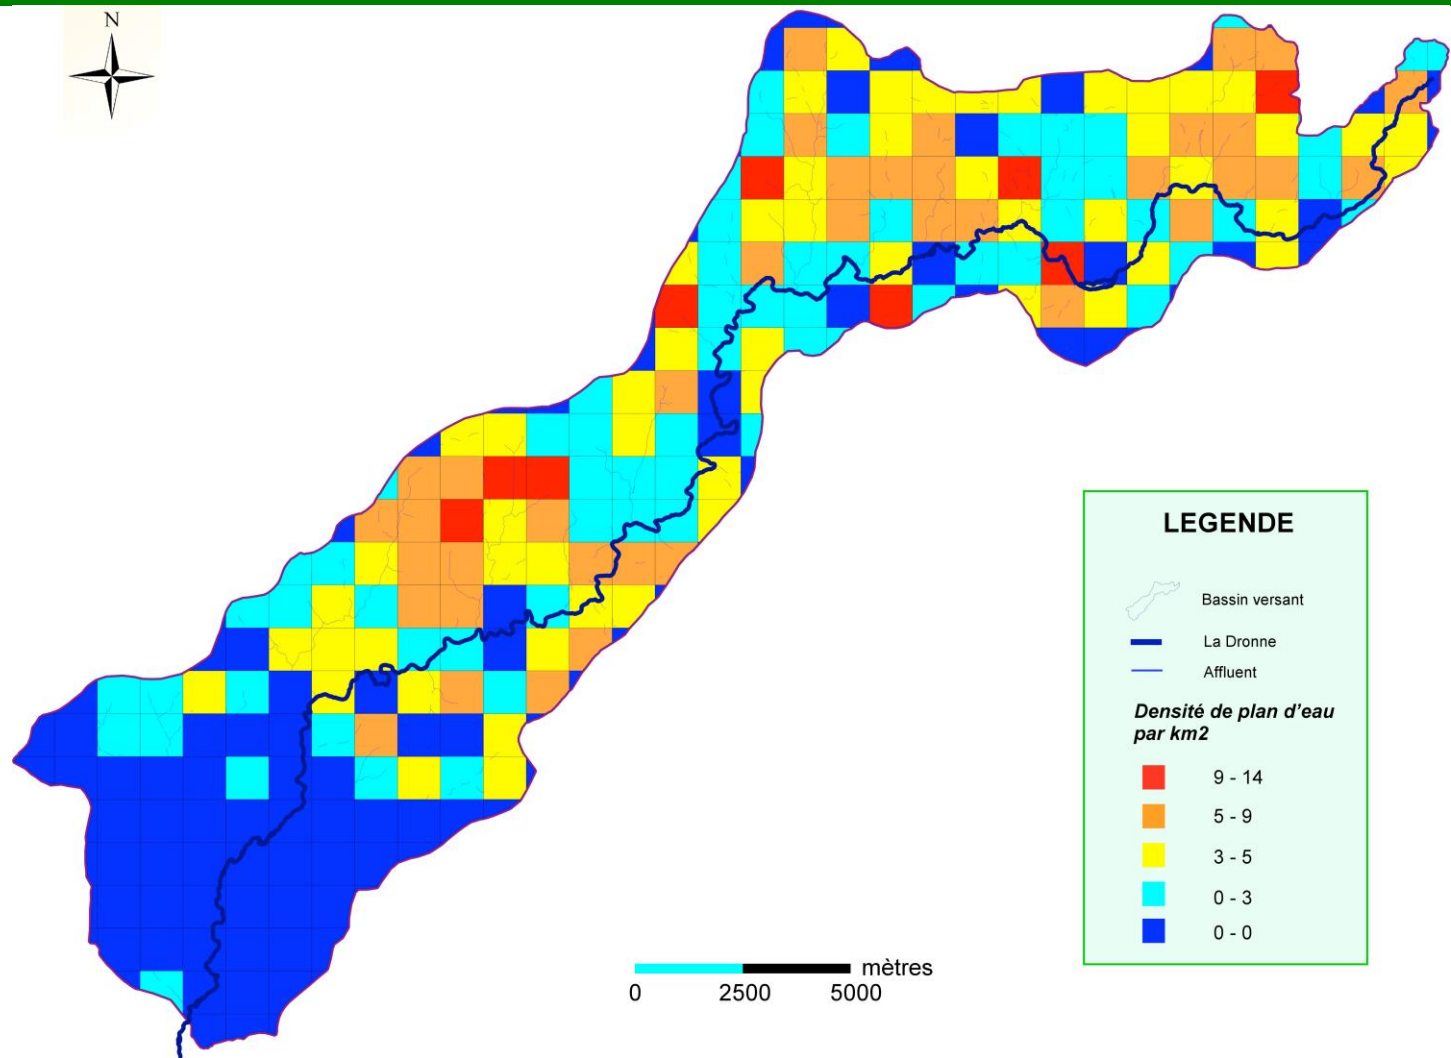 N
LEGENDE
Bassin versant
La Dronne
Affluent
Densité de plan d'eau
par km2
9 - 14
5 - 9
3 - 5
0 - 3
0 - 0
mètres
0 2500 5000